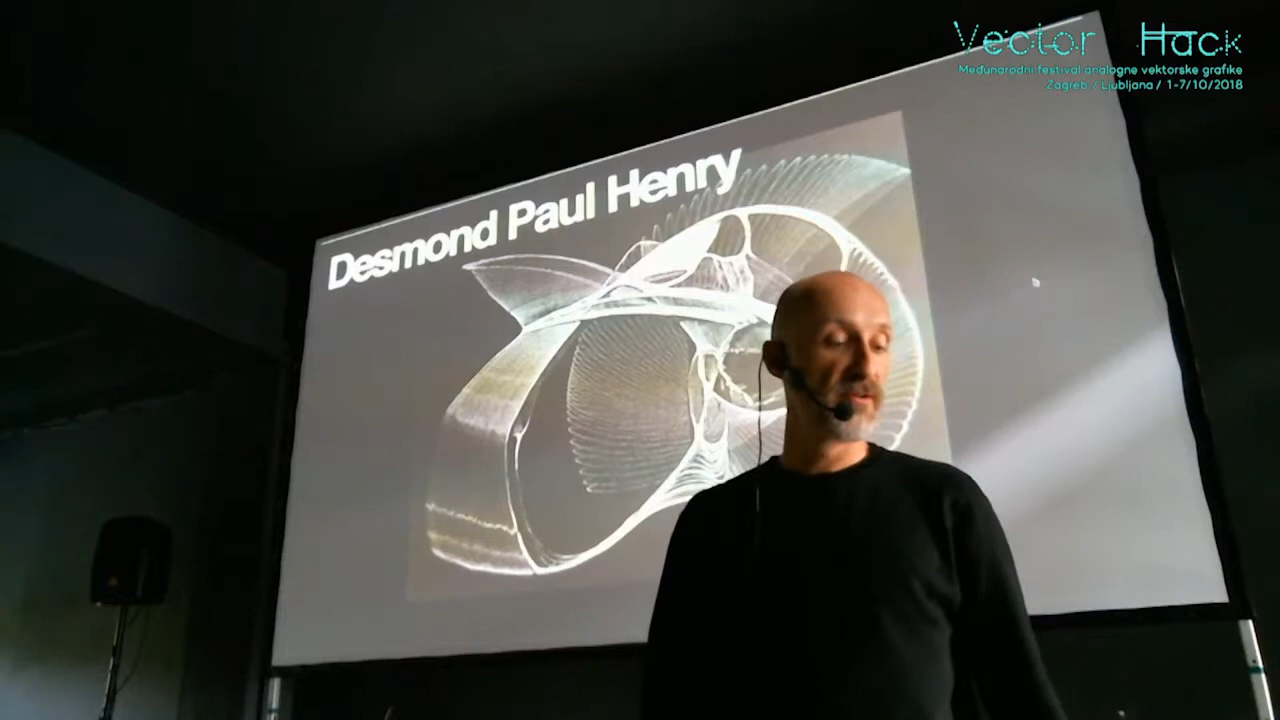 Vector Hack
Međunarodni festival analogne vektorske grafike
Zagreb / Ljubljana / 1-7/10/2018
Desmond Paul Henry